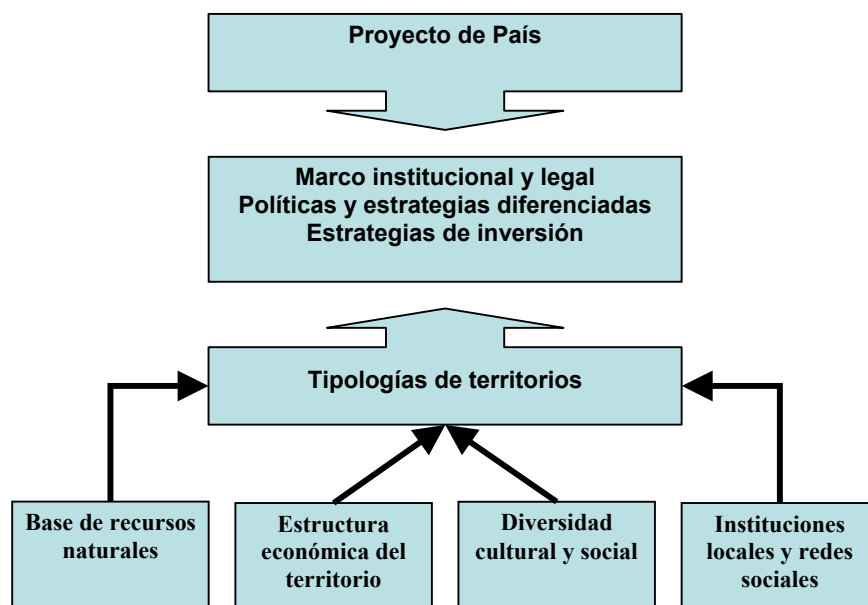 Proyecto de País
Marco institucional y legal
Políticas y estrategias diferenciadas
Estrategias de inversión
Tipologías de territorios
Base de recursos
naturales
Estructura
económica del
territorio
Diversidad
cultural y social
Instituciones
locales y redes
sociales